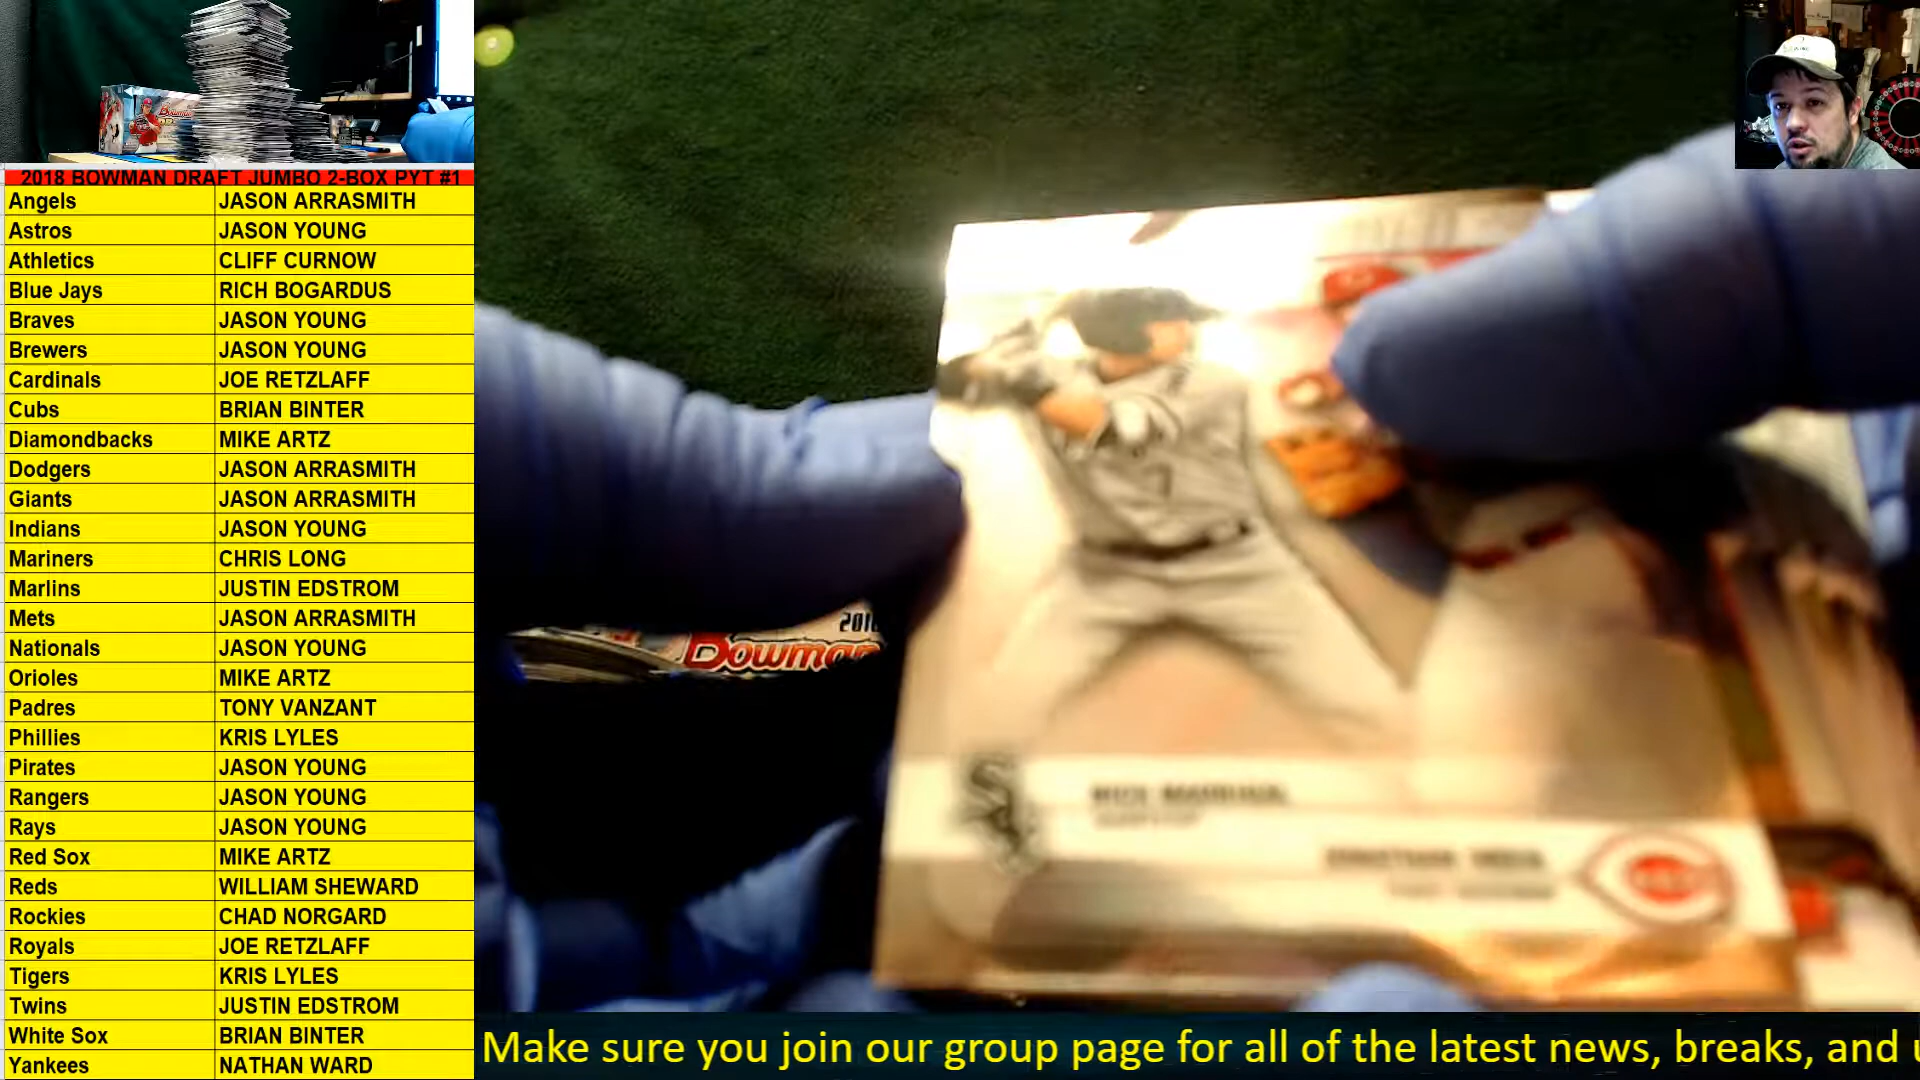 2018 BOWMAN DRAFT JUMBO 2-BOX PYT #1
Angels JASON ARRASMITH
Astros JASON YOUNG
Athletics CLIFF CURNOW
Blue Jays RICH BOGARDUS
Braves JASON YOUNG
Brewers JASON YOUNG
Cardinals JOE RETZLAFF
Cubs BRIAN BINTER
Diamondbacks MIKE ARTZ
Dodgers JASON ARRASMITH
Giants JASON ARRASMITH
Indians JASON YOUNG
Mariners CHRIS LONG
Marlins JUSTIN EDSTROM
Mets JASON ARRASMITH
Nationals JASON YOUNG
Orioles MIKE ARTZ
Padres TONY VANZANT
Phillies KRIS LYLES
Pirates JASON YOUNG
Rangers JASON YOUNG
Rays JASON YOUNG
Red Sox MIKE ARTZ
Reds WILLIAM SHEWARD
Rockies CHAD NORGARD
Royals JOE RETZLAFF
Tigers KRIS LYLES
Twins JUSTIN EDSTROM
White Sox BRIAN BINTER
Yankees NATHAN WARD
Bowman
Bowman
NICK MADRIGAL
JONATHAN INDIA
Make sure you join our group page for all of the latest news, breaks, and